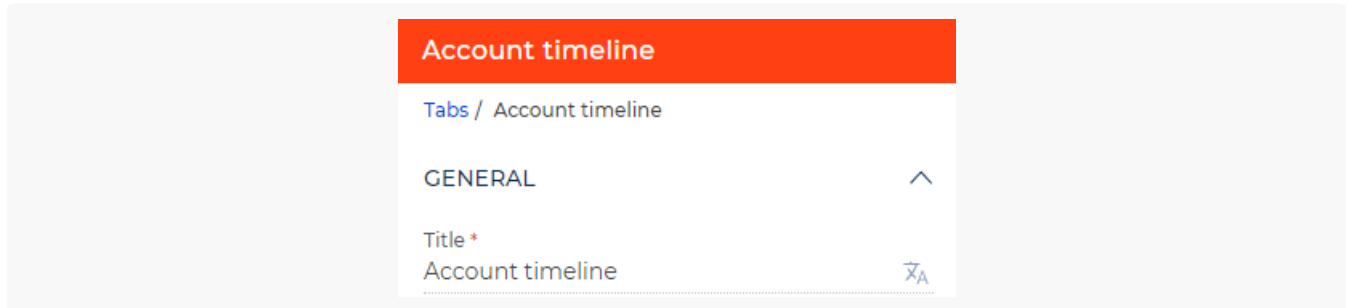 Account timeline
Tabs / Account timeline
GENERAL
Title *
Account timeline